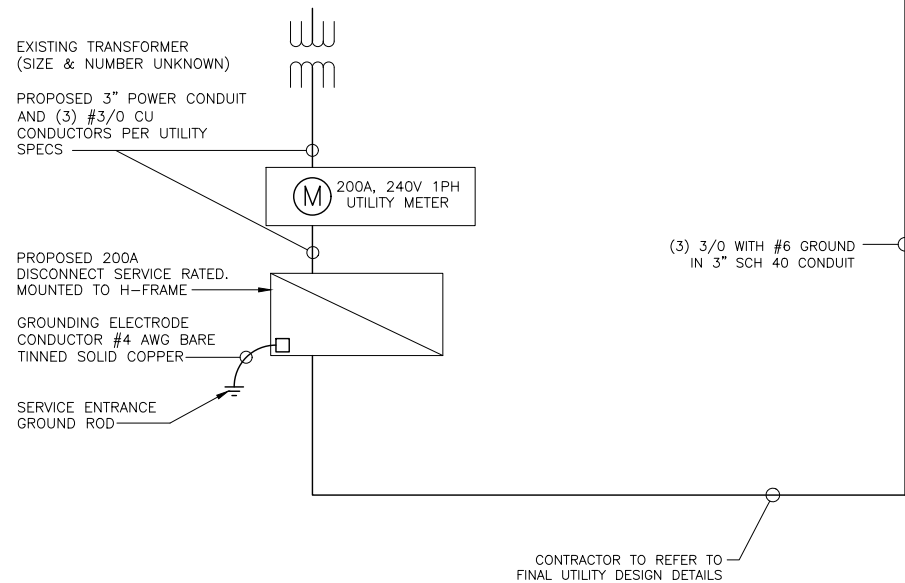 EXISTING TRANSFORMER
(SIZE & NUMBER UNKNOWN)
PROPOSED 3" POWER CONDUIT
AND (3) #3/0 CU
CONDUCTORS PER UTILITY
SPECS
M
200A, 240V 1PH
UTILITY METER
(3) 3/0 WITH #6 GROUND
IN 3" SCH 40 CONDUIT
PROPOSED 200A
DISCONNECT SERVICE RATED.
MOUNTED TO H-FRAME
GROUNDING ELECTRODE
CONDUCTOR #4 AWG BARE
TINNED SOLID COPPER
SERVICE ENTRANCE
GROUND ROD
CONTRACTOR TO REFER TO
FINAL UTILITY DESIGN DETAILS